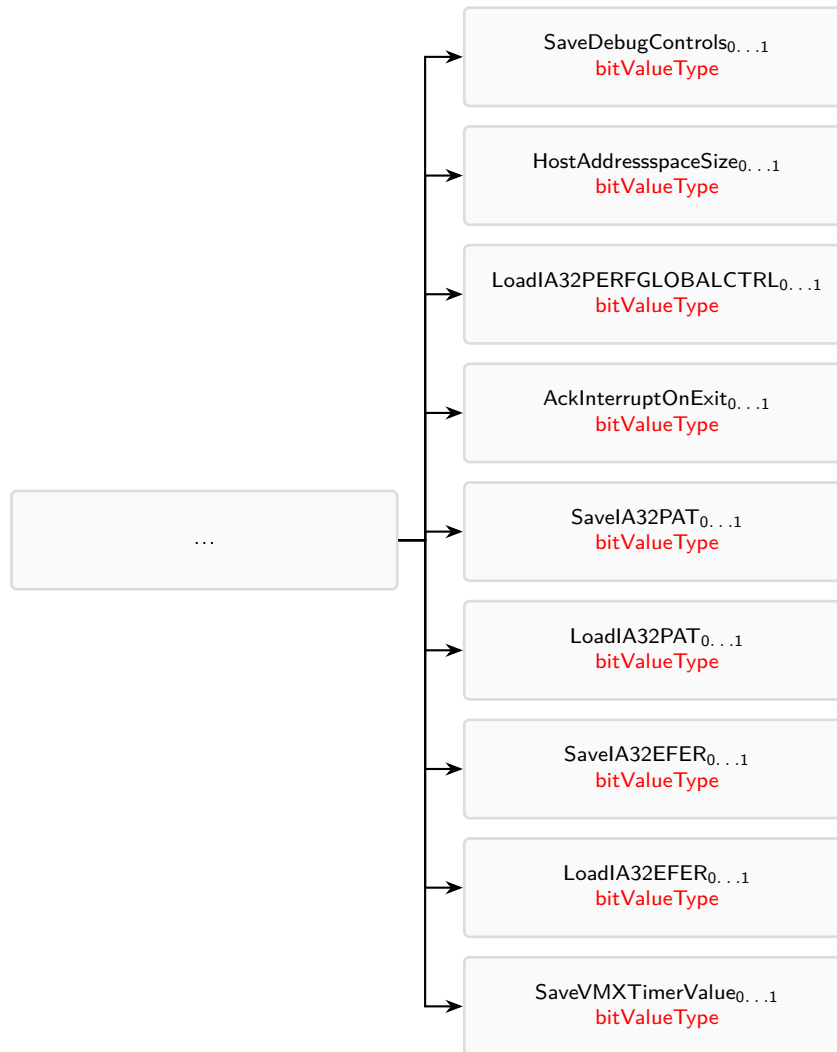 SaveDebugControls0...1
bitValueType
HostAddressspaceSize0...1
bitValueType
LoadIA32PERFGLOBALCTRL0...1
bitValueType
AckInterruptOnExit0...1
bitValueType
...
SaveIA32PAT0...1
bitValueType
LoadIA32PAT0...1
bitValueType
SaveIA32EFER0...1
bitValueType
LoadIA32EFER0...1
bitValueType
SaveVMXTimerValue0...1
bitValueType